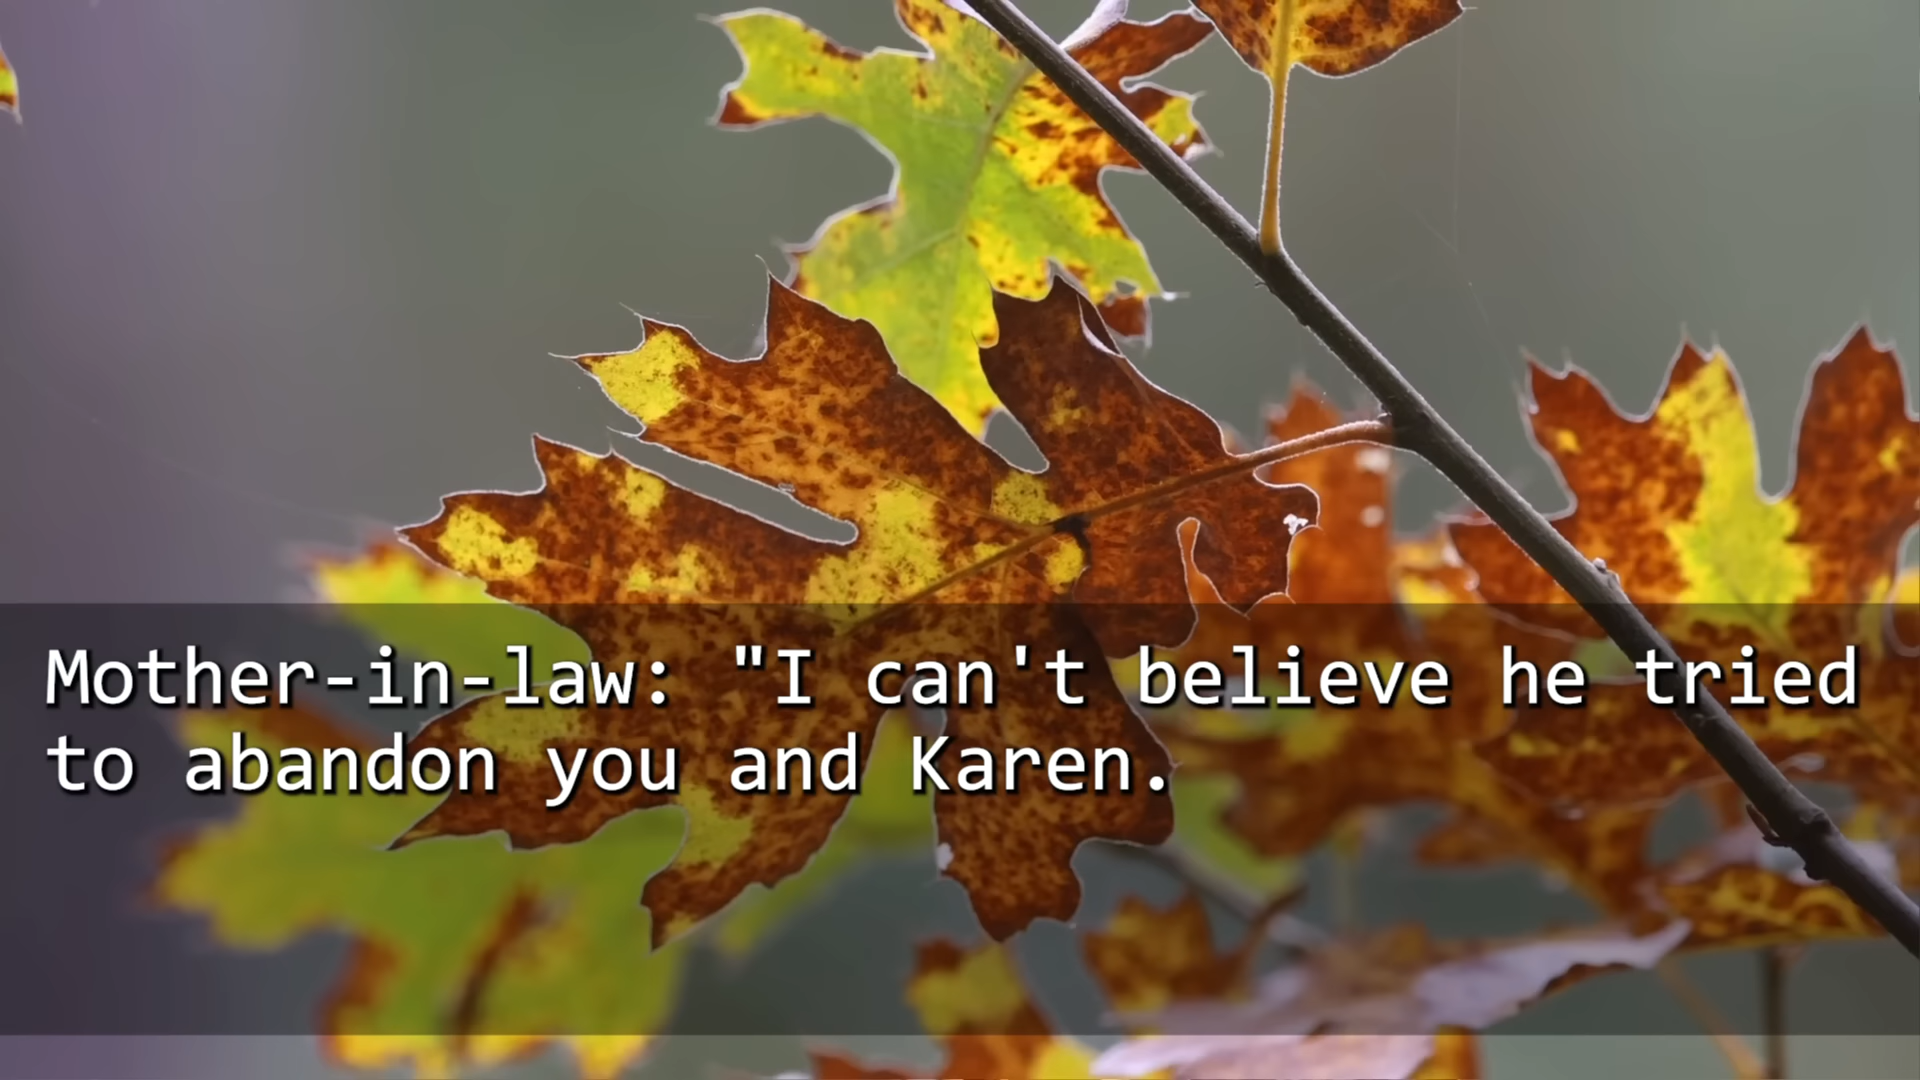 Mother-in-law: "I can't believe he tried
to abandon you and Karen.